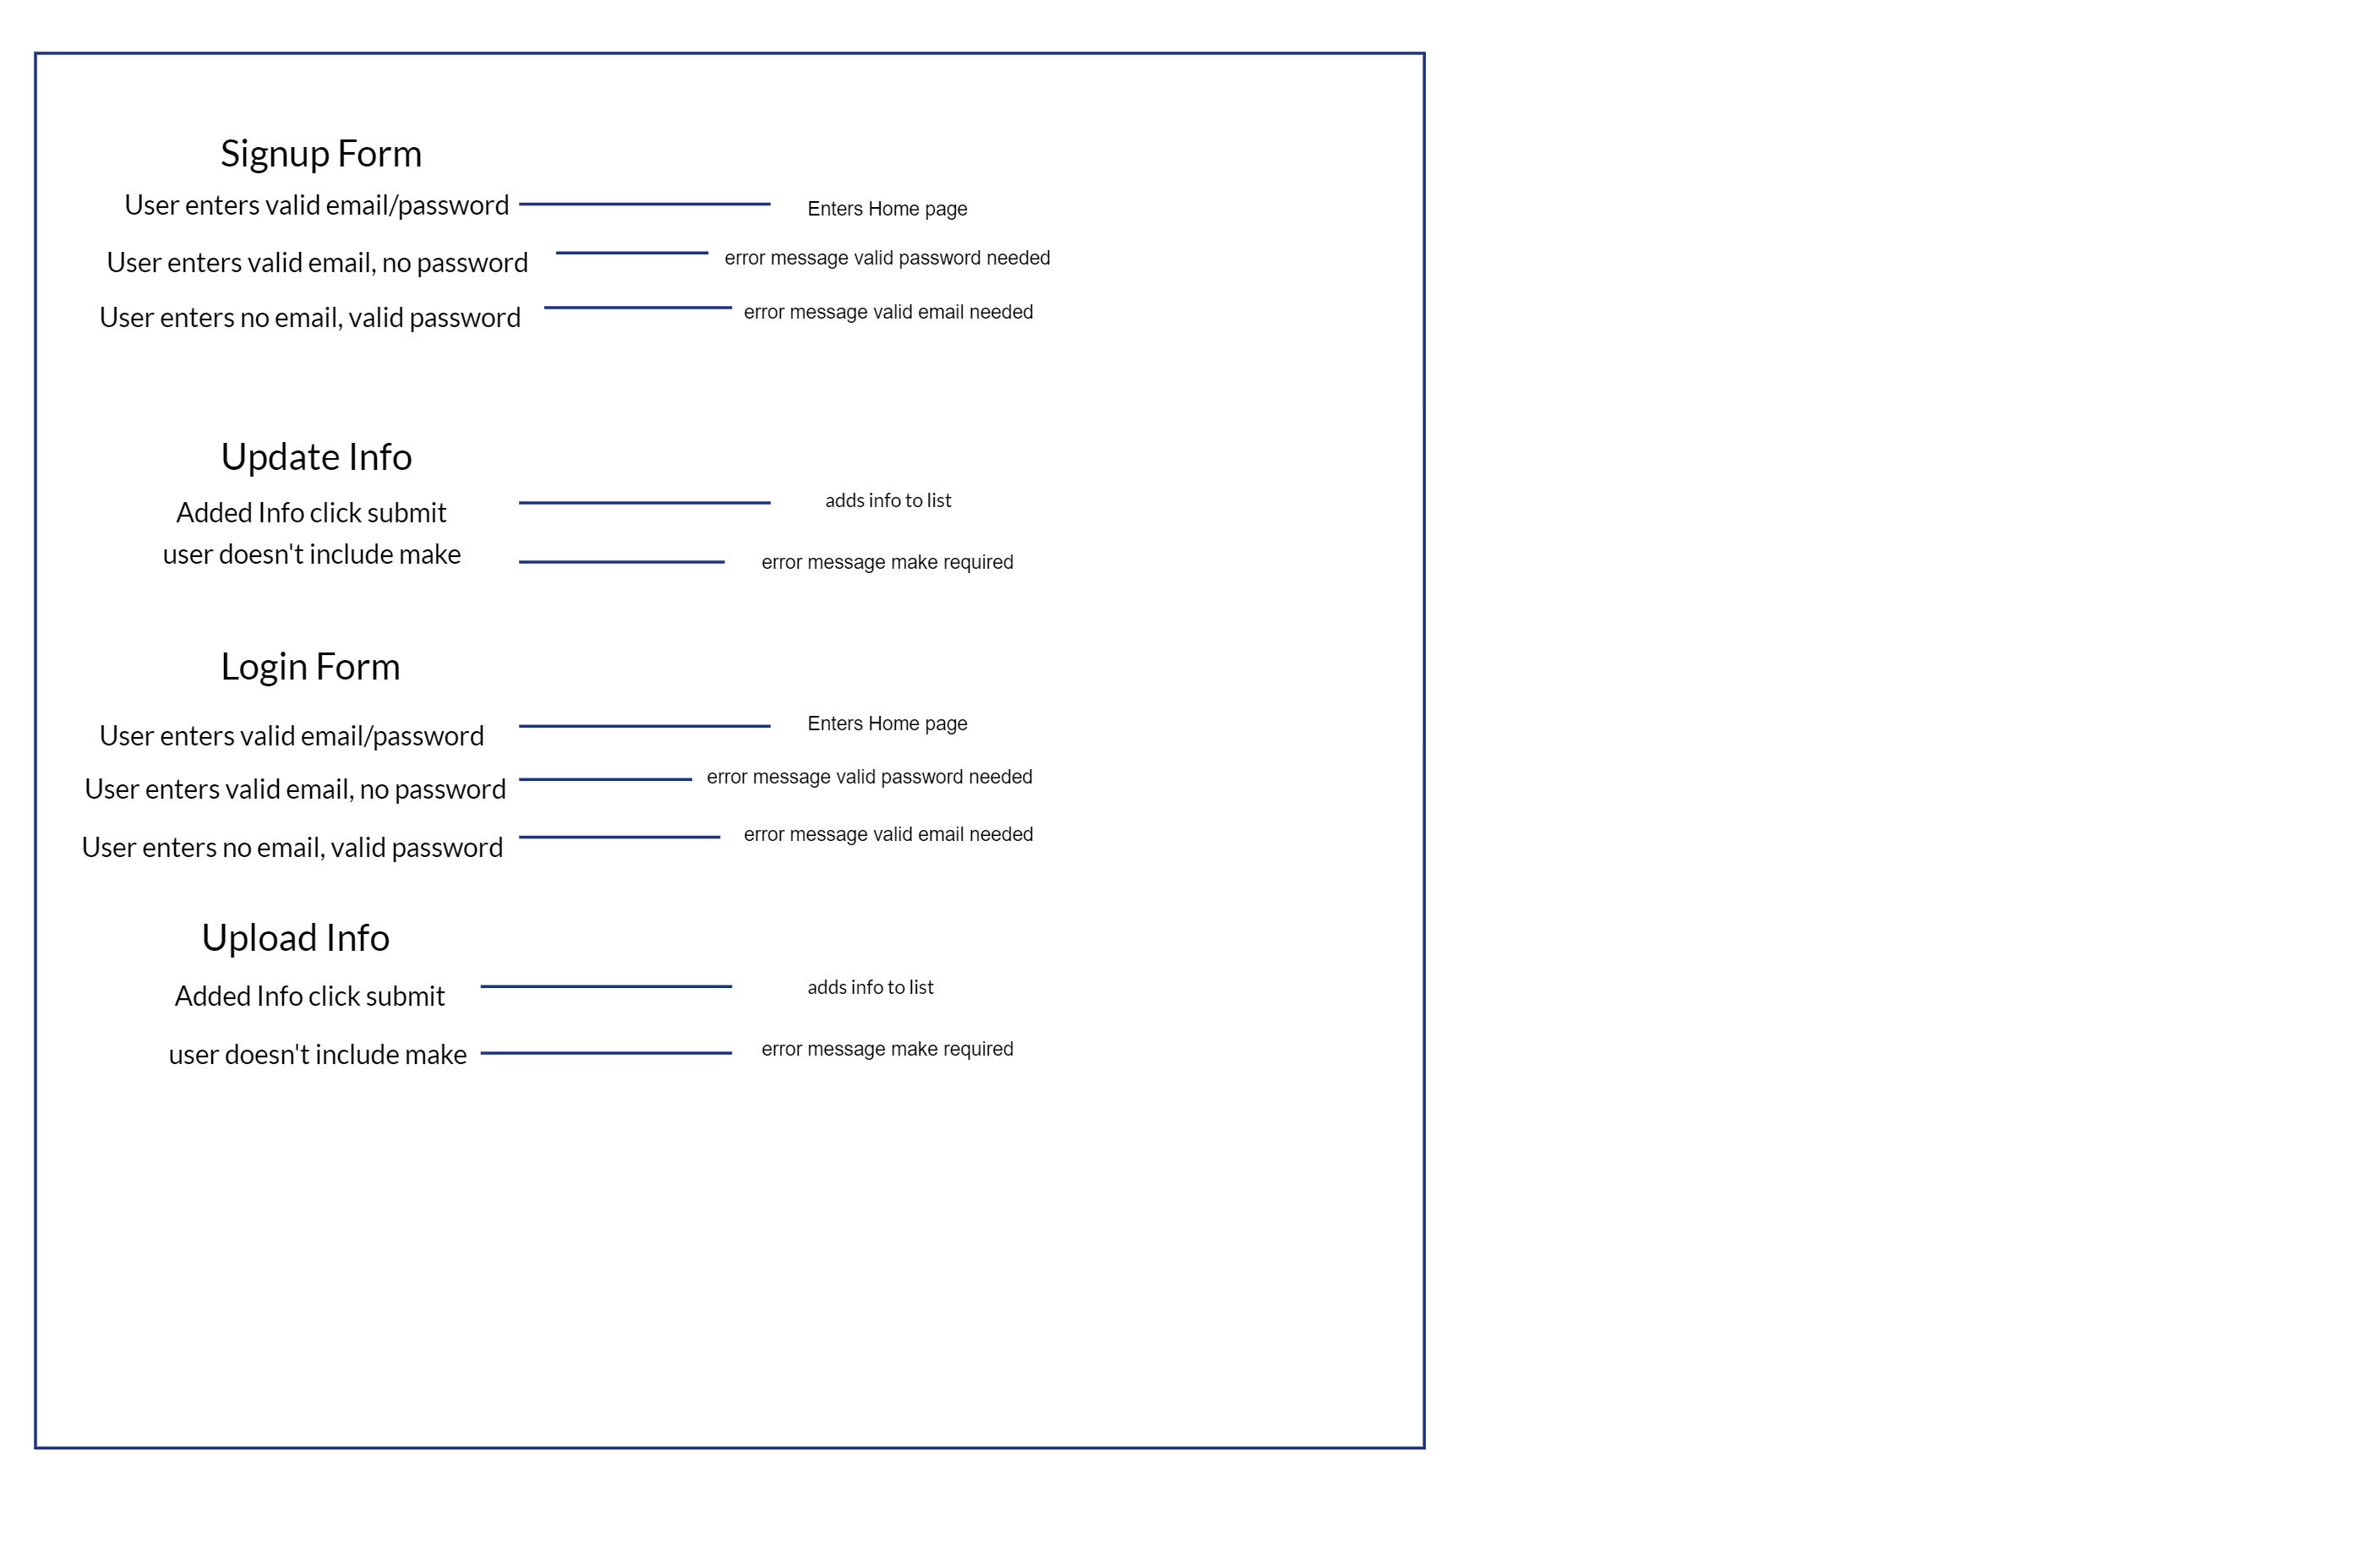 Signup Form
User enters valid email/password
Enters Home page
User enters valid email, no password
error message valid password needed
User enters no email, valid password
error message valid email needed
Update Info
Added Info click submit
adds info to list
user doesn't include make
error message make required
Login Form
User enters valid email/password
Enters Home page
User enters valid email, no password
error message valid password needed
User enters no email, valid password
error message valid email needed
Upload Info
Added Info click submit
adds info to list
user doesn't include make
error message make required